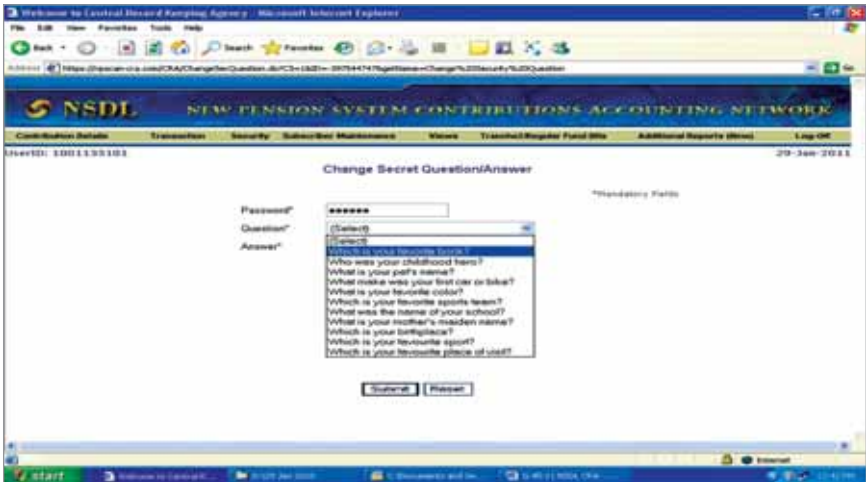 Welcome to Central Record Keeping Agency - Microsoft Internet Explorer
File Edit View Favorites Tools Help
Back Search Favorites
Address Go
NSDL NEW PENSION SYSTEM CONTRIBUTIONS ACCOUNTING NETWORK
Contribution Details Transaction Security Subscriber Maintenance Views Additional Reports (New) Log-Off
UserID: 1001155101 29-Jan-2011
Change Secret Question/Answer
*Mandatory Fields
Password* ●●●●●●
Question* (Select)
(Select)
Answer*
Which is your favorite book?
Who was your childhood hero?
What is your pet's name?
What make was your first car or bike?
What is your favorite color?
Which is your favorite sports team?
What was the name of your school?
What is your mother's maiden name?
Which is your birthplace?
Which is your favourite sport?
Which is your favourite place of visit?
Submit Reset
Internet
start